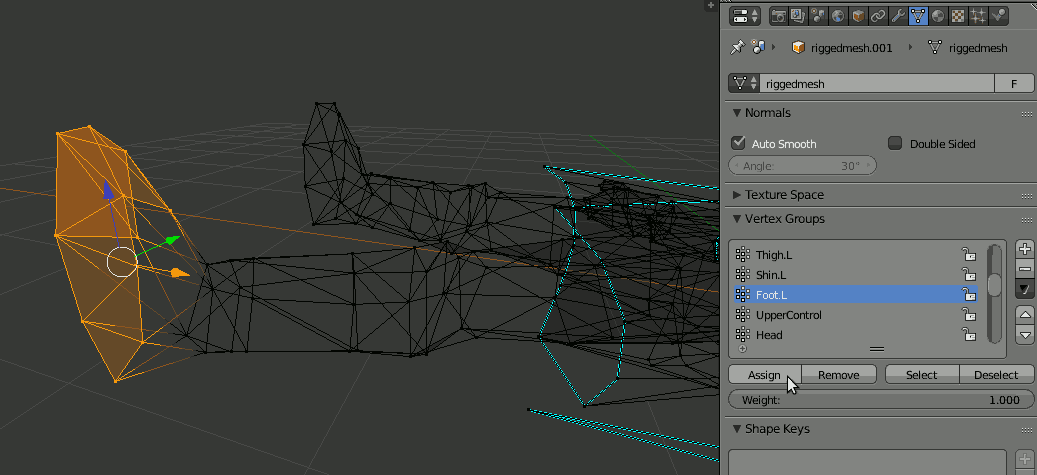 riggedmesh.001 riggedmesh
riggedmesh F
Normals
Auto Smooth Double Sided
Angle: 30°
Texture Space
Vertex Groups
Thigh.L
Shin.L
Foot.L
UpperControl
Head
Assign Remove Select Deselect
Weight: 1.000
Shape Keys